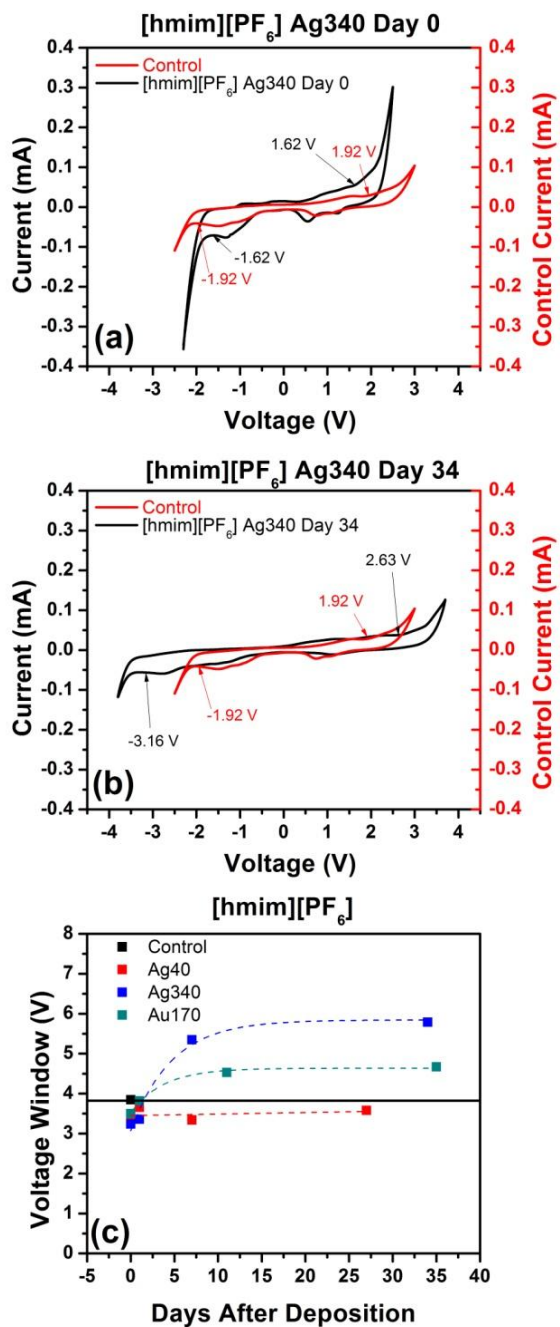 [hmim][PF6] Ag340 Day 0
Control
[hmim][PF6] Ag340 Day 0
0.4
0.3
0.2
0.1
0.0
-0.1
-0.2
-0.3
-0.4
Current (mA)
0.4
0.3
0.2
0.1
0.0
-0.1
-0.2
-0.3
-0.4
Control Current (mA)
1.62 V
1.92 V
-1.62 V
-1.92 V
(a)
-4 -3 -2 -1 0 1 2 3 4
Voltage (V)
[hmim][PF6] Ag340 Day 34
Control
[hmim][PF6] Ag340 Day 34
0.4
0.3
0.2
0.1
0.0
-0.1
-0.2
-0.3
-0.4
Current (mA)
0.4
0.3
0.2
0.1
0.0
-0.1
-0.2
-0.3
-0.4
Control Current (mA)
2.63 V
1.92 V
-1.92 V
-3.16 V
(b)
-4 -3 -2 -1 0 1 2 3 4
Voltage (V)
[hmim][PF6]
Control
Ag40
Ag340
Au170
8
7
6
5
4
3
2
1
0
Voltage Window (V)
(c)
-5 0 5 10 15 20 25 30 35 40
Days After Deposition